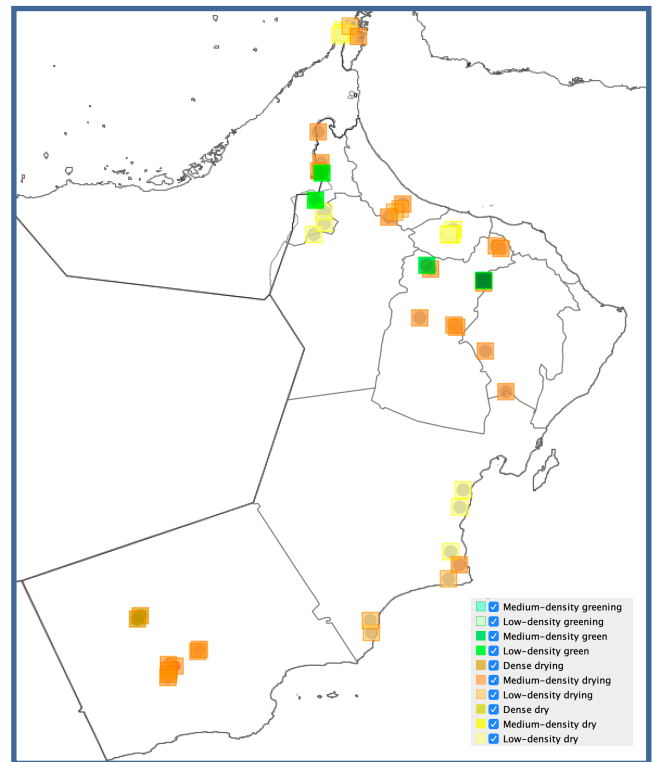 Medium-density greening
Low-density greening
Medium-density green
Low-density green
Dense drying
Medium-density drying
Low-density drying
Dense dry
Medium-density dry
Low-density dry